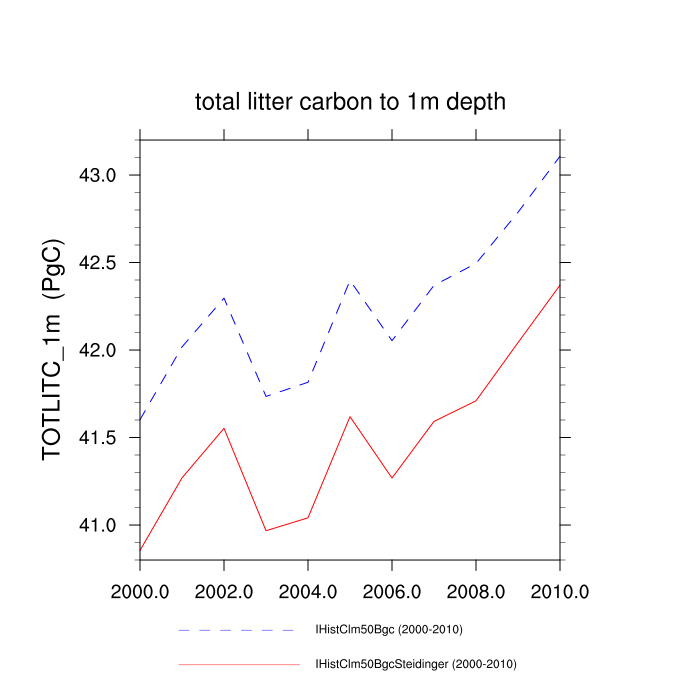 total litter carbon to 1m depth
TOTLITC_1m (PgC)
43.0
42.5
42.0
41.5
41.0
2000.0 2002.0 2004.0 2006.0 2008.0 2010.0
IHistClm50Bgc (2000-2010)
IHistClm50BgcSteidinger (2000-2010)